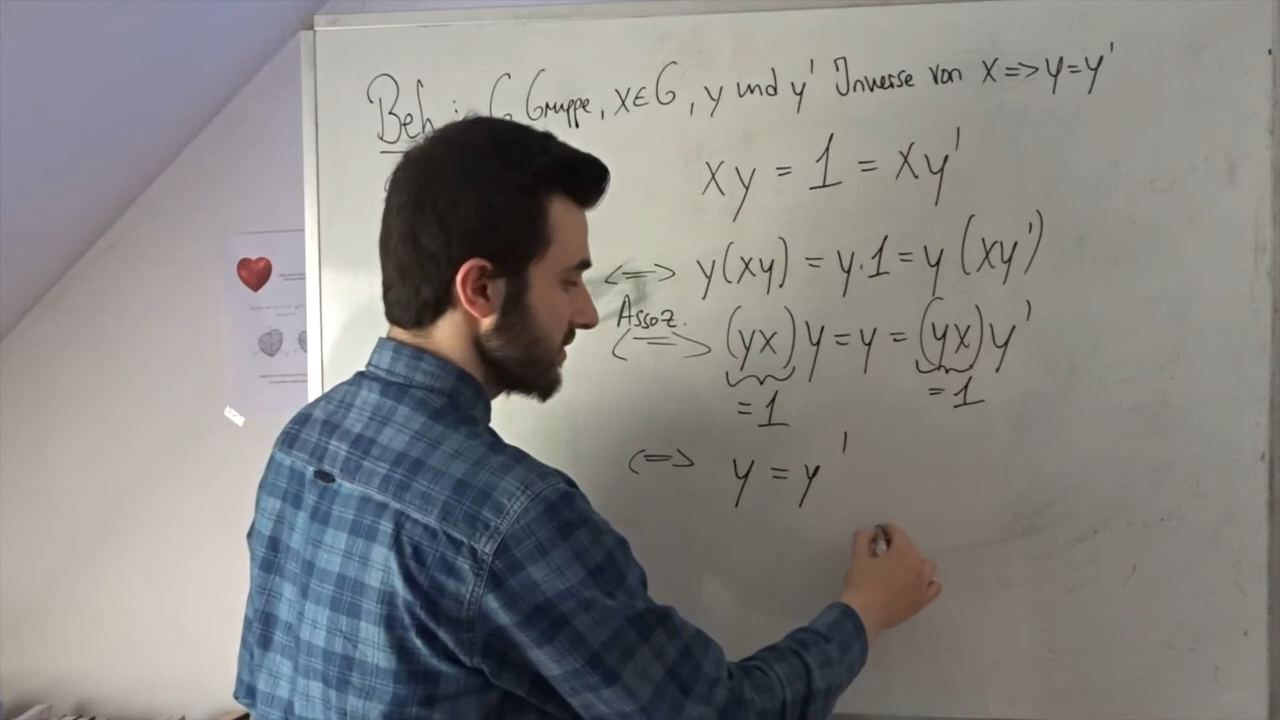 Beh : G Gruppe, x∈G, y und y' Inverse von x => y=y'
xy = 1 = xy'
<=> y(xy) = y·1 = y(xy')
Assoz.
<=> (yx)y = y = (yx)y'
=1 =1
<=> y = y'